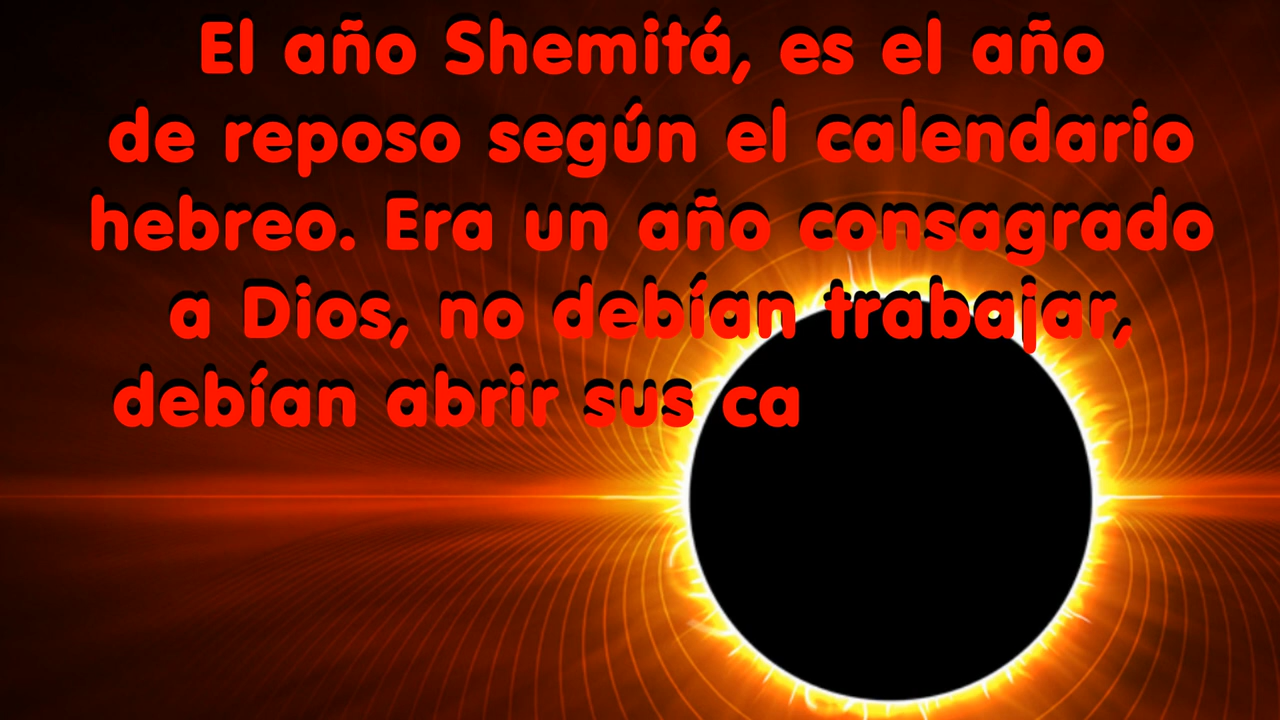 El año Shemitá, es el año
de reposo según el calendario
hebreo. Era un año consagrado
a Dios, no debían trabajar,
debían abrir sus ca